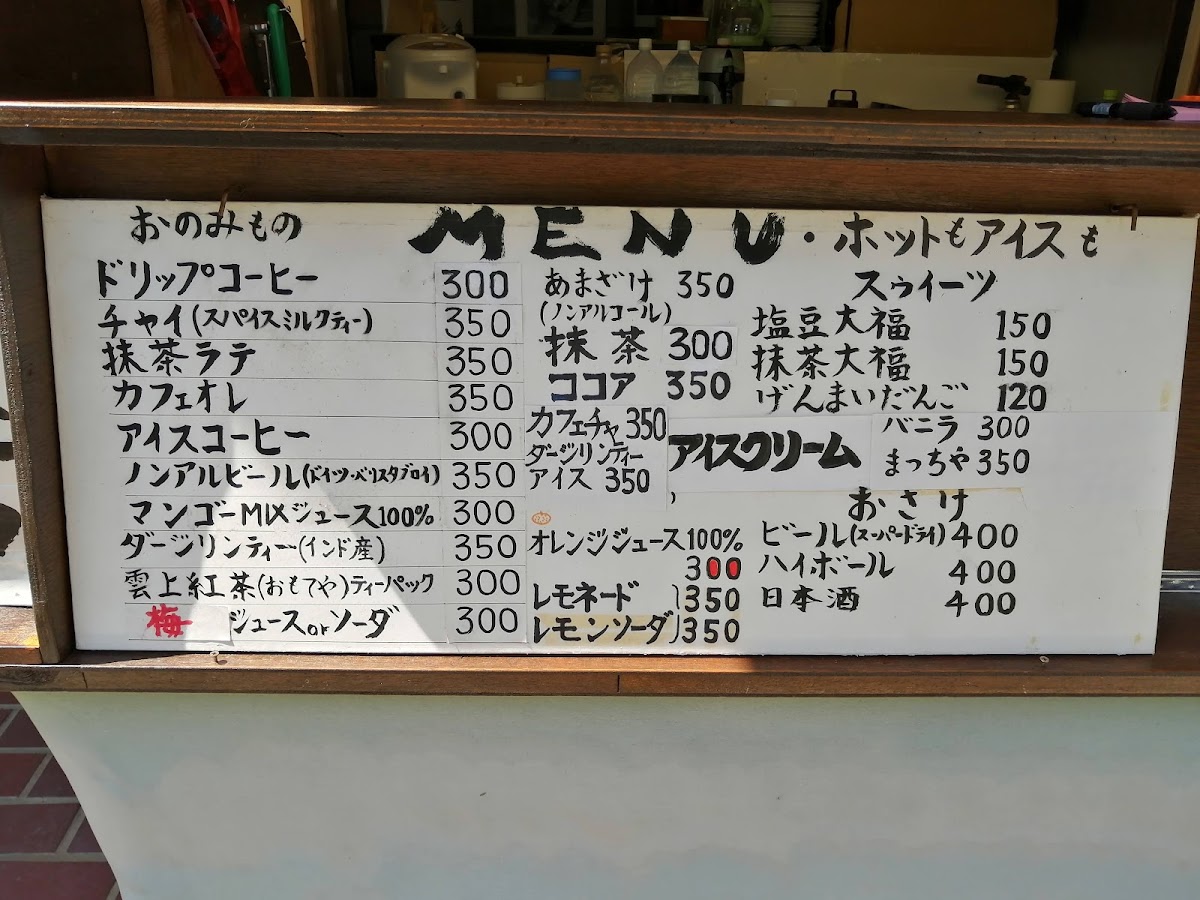 おのみもの
MENU・ホットもアイスも
ドリップコーヒー 300
チャイ(スパイスミルクティー) 350
抹茶ラテ 350
カフェオレ 350
アイスコーヒー 300
ノンアルビール(ドイツ・ベリスタブロイ) 350
マンゴーMIXジュース100% 300
ダージリンティー(インド産) 350
雲上紅茶(おもてや)ティーパック 300
梅 ジュースorソーダ 300
あまざけ 350
(ノンアルコール)
抹茶 300
ココア 350
カフェチャ 350
ダージリンティー
アイス 350
オレンジジュース100%
300
レモネード 350
レモンソーダ 350
スゥイーツ
塩豆大福 150
抹茶大福 150
げんまいだんご 120
アイスクリーム
バニラ 300
まっちゃ 350
おさけ
ビール(スーパードライ) 400
ハイボール 400
日本酒 400